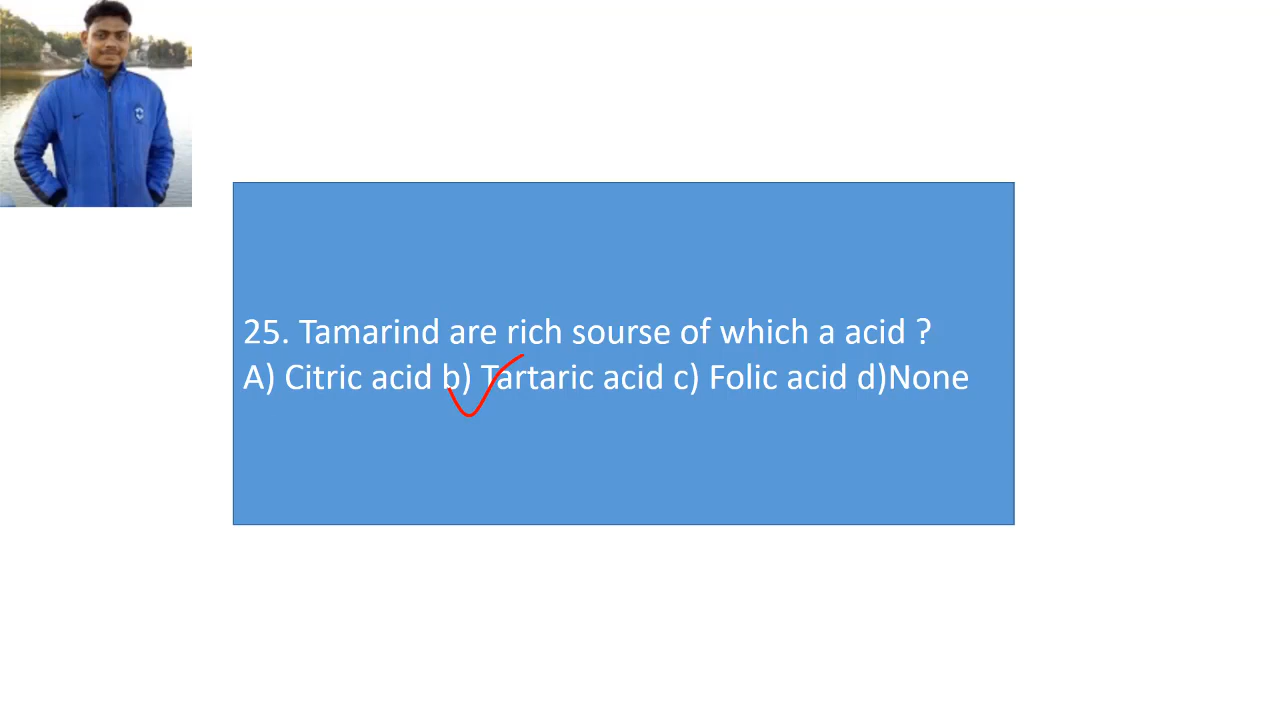 25. Tamarind are rich sourse of which a acid ?
A) Citric acid b) Tartaric acid c) Folic acid d)None